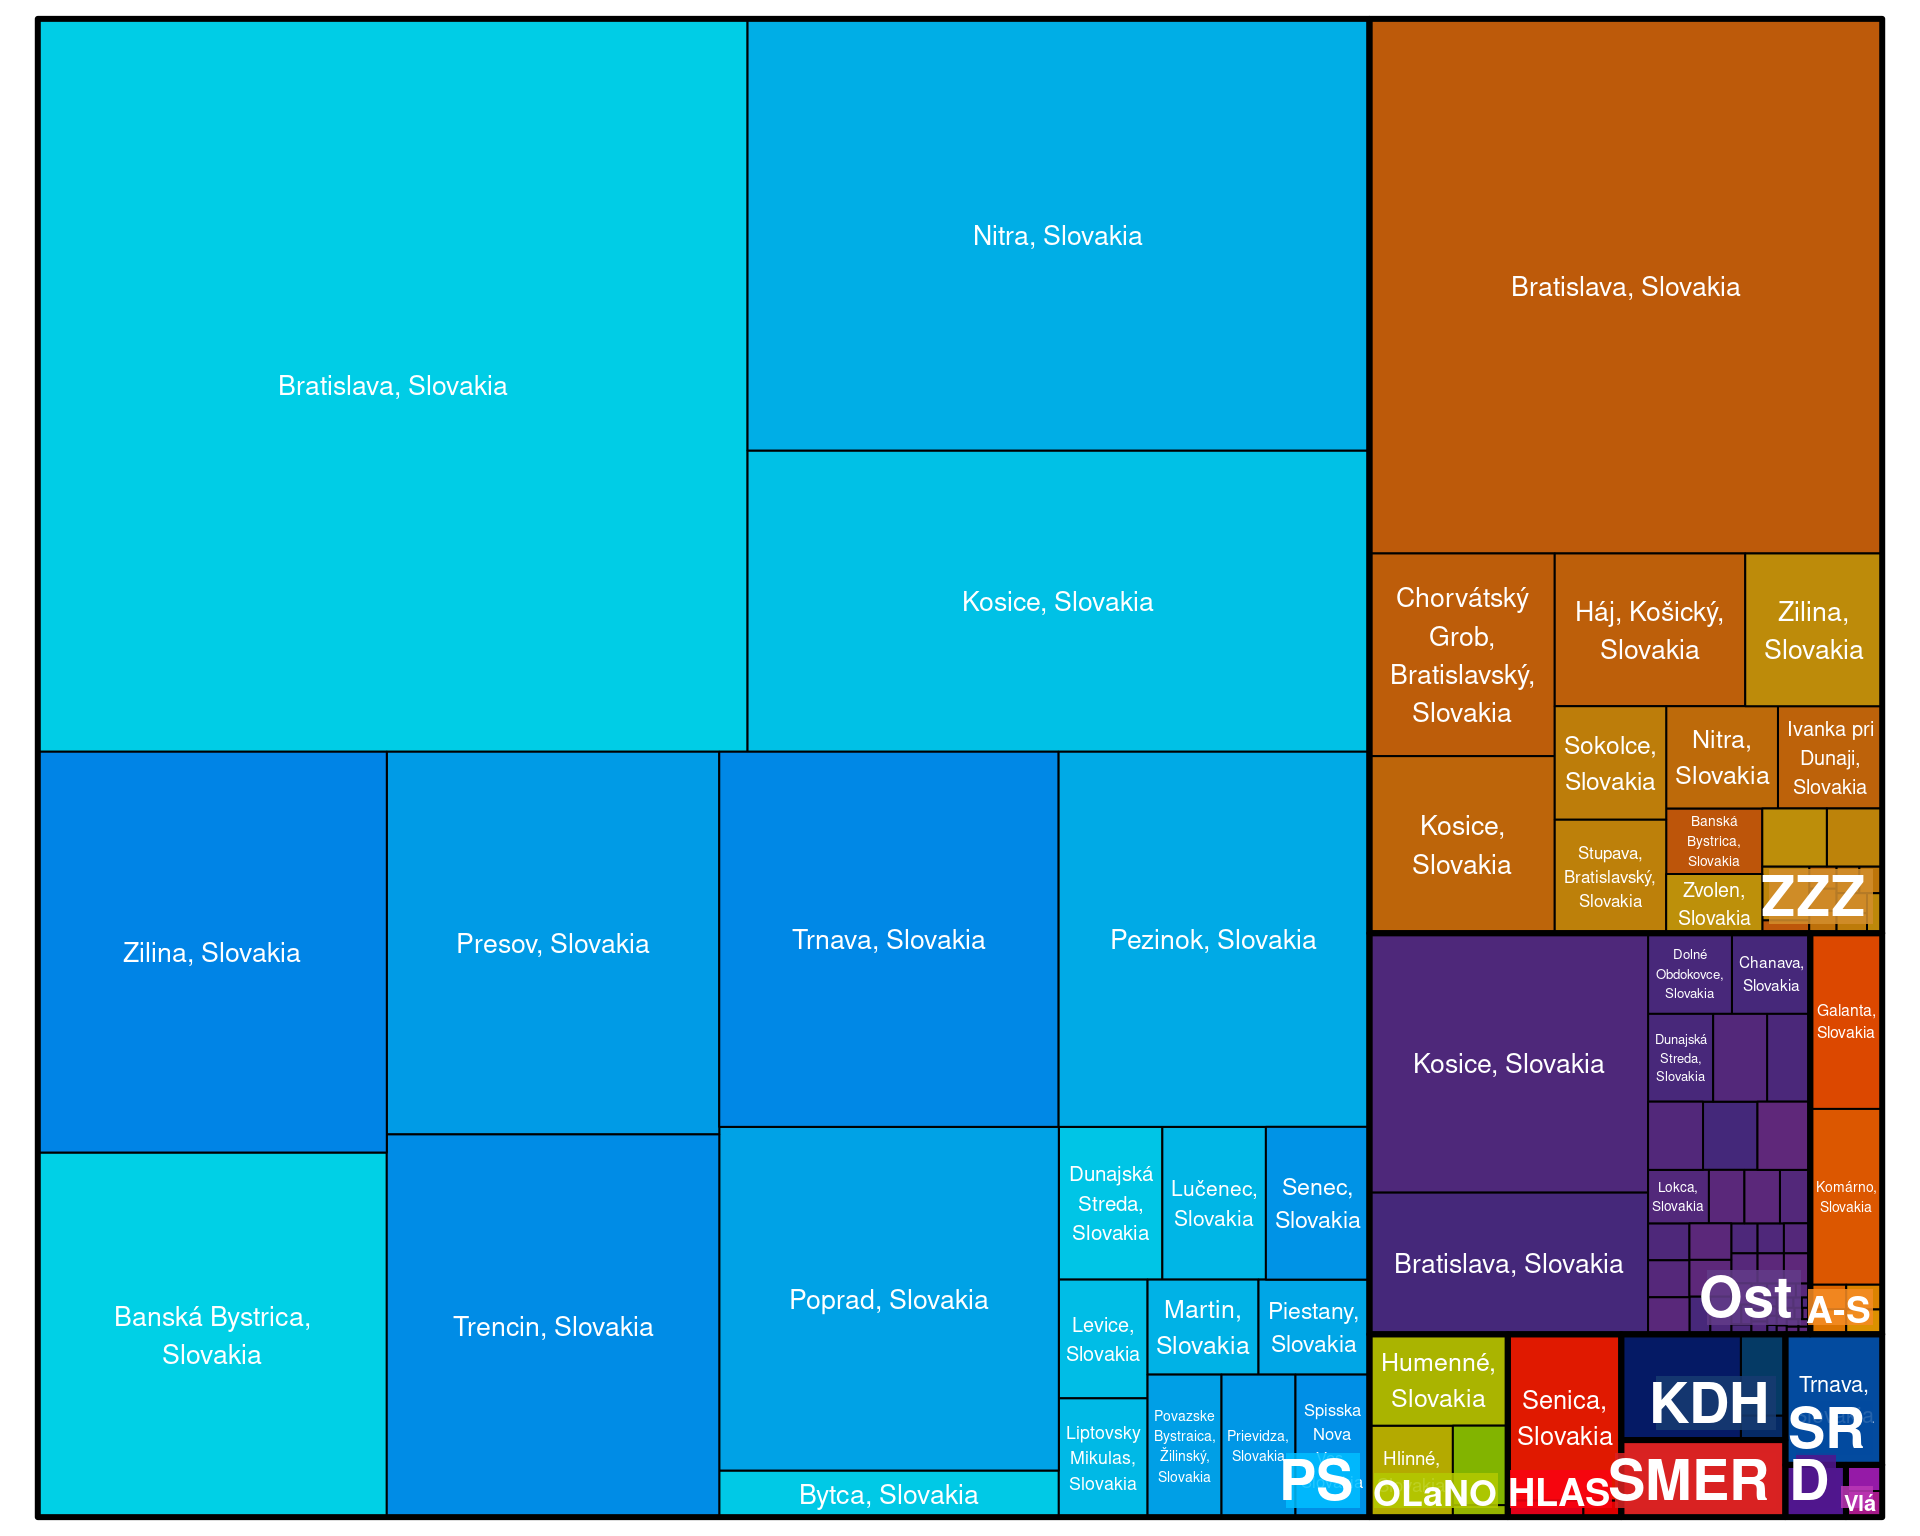 Bratislava, Slovakia
Nitra, Slovakia
Kosice, Slovakia
Zilina, Slovakia
Presov, Slovakia
Trnava, Slovakia
Pezinok, Slovakia
Banská Bystrica,
Slovakia
Trencin, Slovakia
Poprad, Slovakia
Bytca, Slovakia
Dunajská
Streda,
Slovakia
Lučenec,
Slovakia
Senec,
Slovakia
Levice,
Slovakia
Martin,
Slovakia
Piestany,
Slovakia
Liptovsky
Mikulas,
Slovakia
Povazske
Bystraica,
Žilinský,
Slovakia
Prievidza,
Slovakia
Spisska
Nova
PS
Bratislava, Slovakia
Chorvátský
Grob,
Bratislavský,
Slovakia
Háj, Košický,
Slovakia
Zilina,
Slovakia
Kosice,
Slovakia
Sokolce,
Slovakia
Nitra,
Slovakia
Ivanka pri
Dunaji,
Slovakia
Stupava,
Bratislavský,
Slovakia
Banská
Bystrica,
Slovakia
Zvolen,
Slovakia
ZZZ
Kosice, Slovakia
Bratislava, Slovakia
Dolné
Obdokovce,
Slovakia
Chanava,
Slovakia
Dunajská
Streda,
Slovakia
Lokca,
Slovakia
Ost
Galanta,
Slovakia
Komárno,
Slovakia
A-S
Humenné,
Slovakia
Hlinné,
OLaNO
Senica,
Slovakia
HLAS
KDH
SMER
Trnava,
SR
D
Vlá